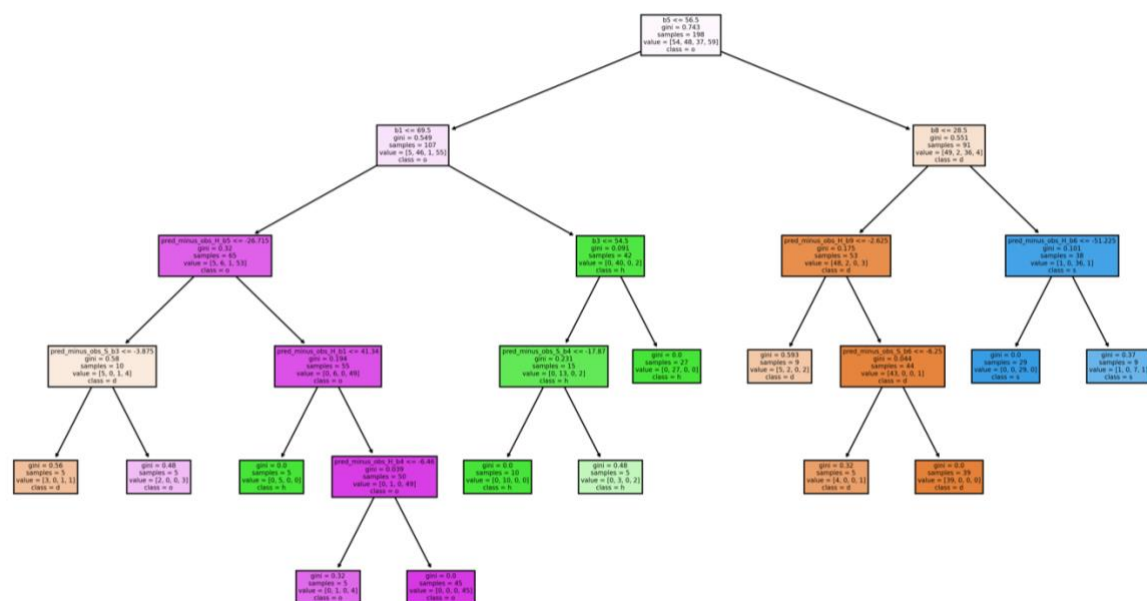 b5 <= 56.5
gini = 0.743
samples = 198
value = [54, 48, 37, 59]
class = o
b1 <= 69.5
gini = 0.549
samples = 107
value = [5, 46, 1, 55]
class = o
b8 <= 28.5
gini = 0.551
samples = 91
value = [49, 2, 36, 4]
class = d
pred_minus_obs_H_b5 <= -26.715
gini = 0.32
samples = 65
value = [5, 6, 1, 53]
class = o
b3 <= 54.5
gini = 0.091
samples = 42
value = [0, 40, 0, 2]
class = h
pred_minus_obs_H_b9 <= -2.625
gini = 0.175
samples = 53
value = [48, 2, 0, 3]
class = d
pred_minus_obs_H_b6 <= -51.225
gini = 0.101
samples = 38
value = [1, 0, 36, 1]
class = s
pred_minus_obs_S_b3 <= -3.875
gini = 0.58
samples = 10
value = [5, 0, 1, 4]
class = d
pred_minus_obs_H_b1 <= 41.34
gini = 0.194
samples = 55
value = [0, 6, 0, 49]
class = o
pred_minus_obs_S_b4 <= -17.87
gini = 0.231
samples = 15
value = [0, 13, 0, 2]
class = h
gini = 0.0
samples = 27
value = [0, 27, 0, 0]
class = h
gini = 0.593
samples = 9
value = [5, 2, 0, 2]
class = d
pred_minus_obs_S_b6 <= -6.25
gini = 0.044
samples = 44
value = [43, 0, 0, 1]
class = d
gini = 0.0
samples = 29
value = [0, 0, 29, 0]
class = s
gini = 0.37
samples = 9
value = [1, 0, 7, 1]
class = s
gini = 0.56
samples = 5
value = [3, 0, 1, 1]
class = d
gini = 0.48
samples = 5
value = [2, 0, 0, 3]
class = o
gini = 0.0
samples = 5
value = [0, 5, 0, 0]
class = h
pred_minus_obs_H_b4 <= -6.46
gini = 0.039
samples = 50
value = [0, 1, 0, 49]
class = o
gini = 0.0
samples = 10
value = [0, 10, 0, 0]
class = h
gini = 0.48
samples = 5
value = [0, 3, 0, 2]
class = h
gini = 0.32
samples = 5
value = [4, 0, 0, 1]
class = d
gini = 0.0
samples = 39
value = [39, 0, 0, 0]
class = d
gini = 0.32
samples = 5
value = [0, 1, 0, 4]
class = o
gini = 0.0
samples = 45
value = [0, 0, 0, 45]
class = o